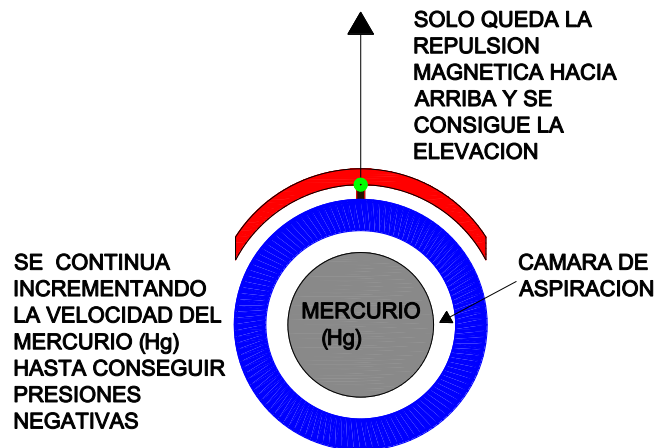 SOLO QUEDA LA
REPULSION
MAGNETICA HACIA
ARRIBA Y SE
CONSIGUE LA
ELEVACION
SE CONTINUA
INCREMENTANDO
LA VELOCIDAD DEL
MERCURIO (Hg)
HASTA CONSEGUIR
PRESIONES
NEGATIVAS
MERCURIO
(Hg)
CAMARA DE
ASPIRACION